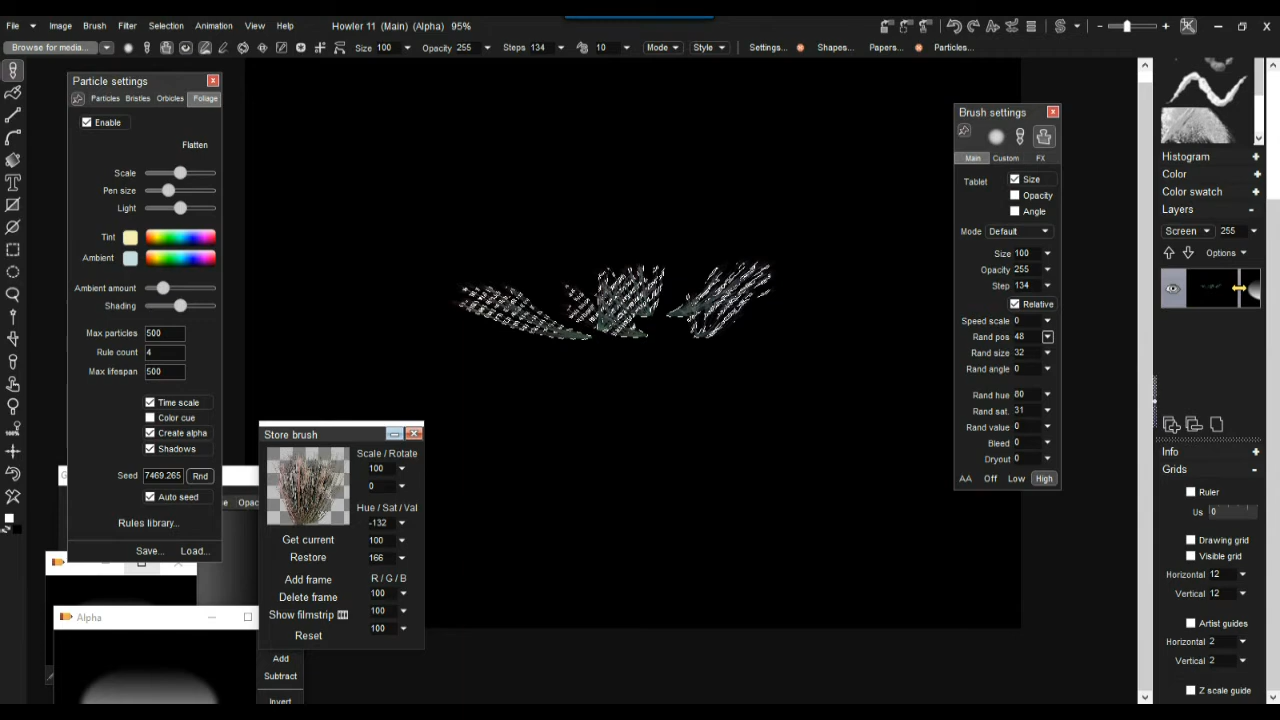 File Image Brush Filter Selection Animation View Help Howler 11 (Main) (Alpha) 95%
Browse for media... Size 100 Opacity 255 Steps 134 10 Mode Style Settings... Shapes... Papers... Particles...
Particle settings
Particles Bristles Orbicles Foliage
Enable
Flatten
Scale
Pen size
Light
Tint
Ambient
Ambient amount
Shading
Max particles 500
Rule count 4
Max lifespan 500
Time scale
Color cue
Create alpha
Shadows
Seed 7469.265 Rnd
Auto seed
Rules library...
Save... Load...
Alpha
Store brush
Scale / Rotate
100
0
Hue / Sat / Val
-132
Get current 100
Restore 166
Add frame R / G / B
Delete frame 100
Show filmstrip 100
Reset 100
Add
Subtract
Invert
Brush settings
Main Custom FX
Tablet Size
Opacity
Angle
Mode Default
Size 100
Opacity 255
Step 134
Relative
Speed scale 0
Rand pos 48
Rand size 32
Rand angle 0
Rand hue 80
Rand sat. 31
Rand value 0
Bleed 0
Dryout 0
AA Off Low High
Histogram
Color
Color swatch
Layers
Screen 255
Options
Info
Grids
Ruler
Us 0
Drawing grid
Visible grid
Horizontal 12
Vertical 12
Artist guides
Horizontal 2
Vertical 2
Z scale guide